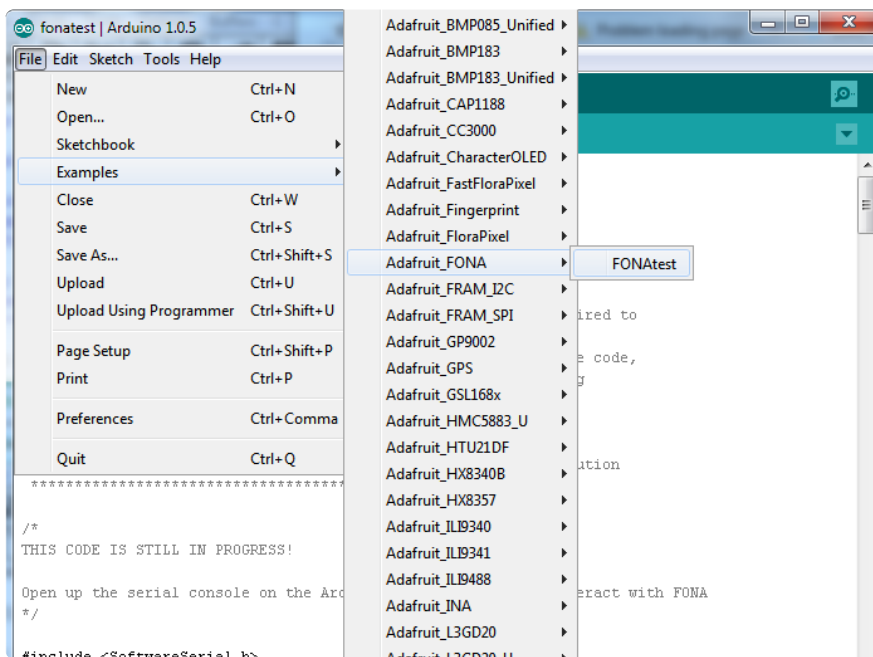 fonatest | Arduino 1.0.5
File Edit Sketch Tools Help
New Ctrl+N
Open... Ctrl+O
Sketchbook
Examples
Close Ctrl+W
Save Ctrl+S
Save As... Ctrl+Shift+S
Upload Ctrl+U
Upload Using Programmer Ctrl+Shift+U
Page Setup Ctrl+Shift+P
Print Ctrl+P
Preferences Ctrl+Comma
Quit Ctrl+Q
Adafruit_BMP085_Unified
Adafruit_BMP183
Adafruit_BMP183_Unified
Adafruit_CAP1188
Adafruit_CC3000
Adafruit_CharacterOLED
Adafruit_FastFloraPixel
Adafruit_Fingerprint
Adafruit_FloraPixel
Adafruit_FONA
Adafruit_FRAM_I2C
Adafruit_FRAM_SPI
Adafruit_GP9002
Adafruit_GPS
Adafruit_GSL168x
Adafruit_HMC5883_U
Adafruit_HTU21DF
Adafruit_HX8340B
Adafruit_HX8357
Adafruit_ILI9340
Adafruit_ILI9341
Adafruit_ILI9488
Adafruit_INA
Adafruit_L3GD20
Adafruit_L3GD20_U
FONAtest
ired to
e code,
g
ution
************************************
/*
THIS CODE IS STILL IN PROGRESS!
Open up the serial console on the Ard
eract with FONA
*/
#include <SoftwareSerial.h>